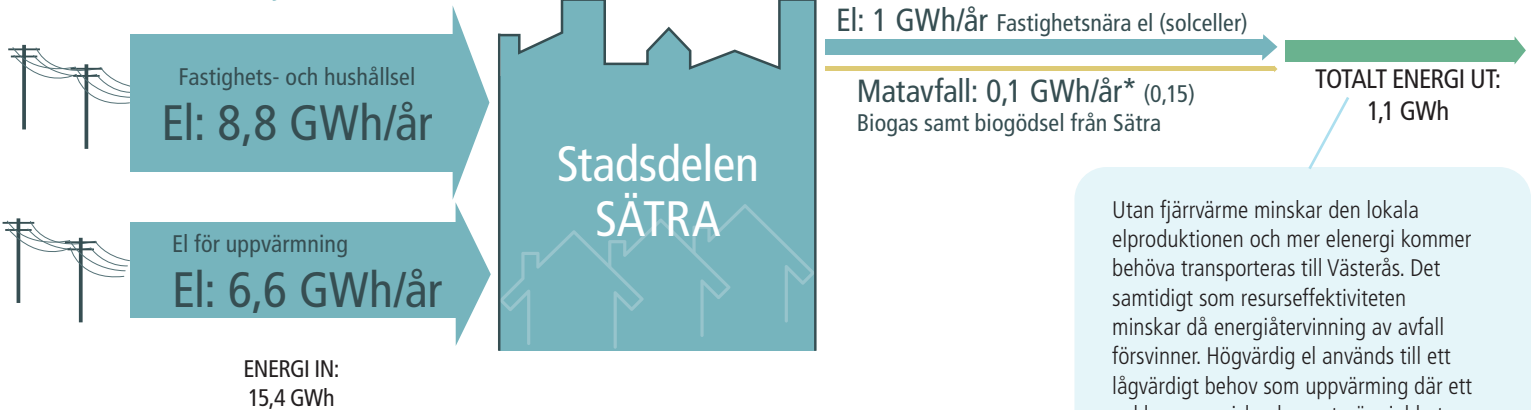 Fastighets- och hushållsel
El: 8,8 GWh/år
El för uppvärmning
El: 6,6 GWh/år
ENERGI IN:
15,4 GWh
Stadsdelen
SÄTRA
El: 1 GWh/år Fastighetsnära el (solceller)
Matavfall: 0,1 GWh/år* (0,15)
Biogas samt biogödsel från Sätra
TOTALT ENERGI UT:
1,1 GWh
Utan fjärrvärme minskar den lokala
elproduktionen och mer elenergi kommer
behöva transporteras till Västerås. Det
samtidigt som resurseffektiviteten
minskar då energiåtervinning av avfall
försvinner. Högvärdig el används till ett
lågvärdigt behov som uppvärming där ett